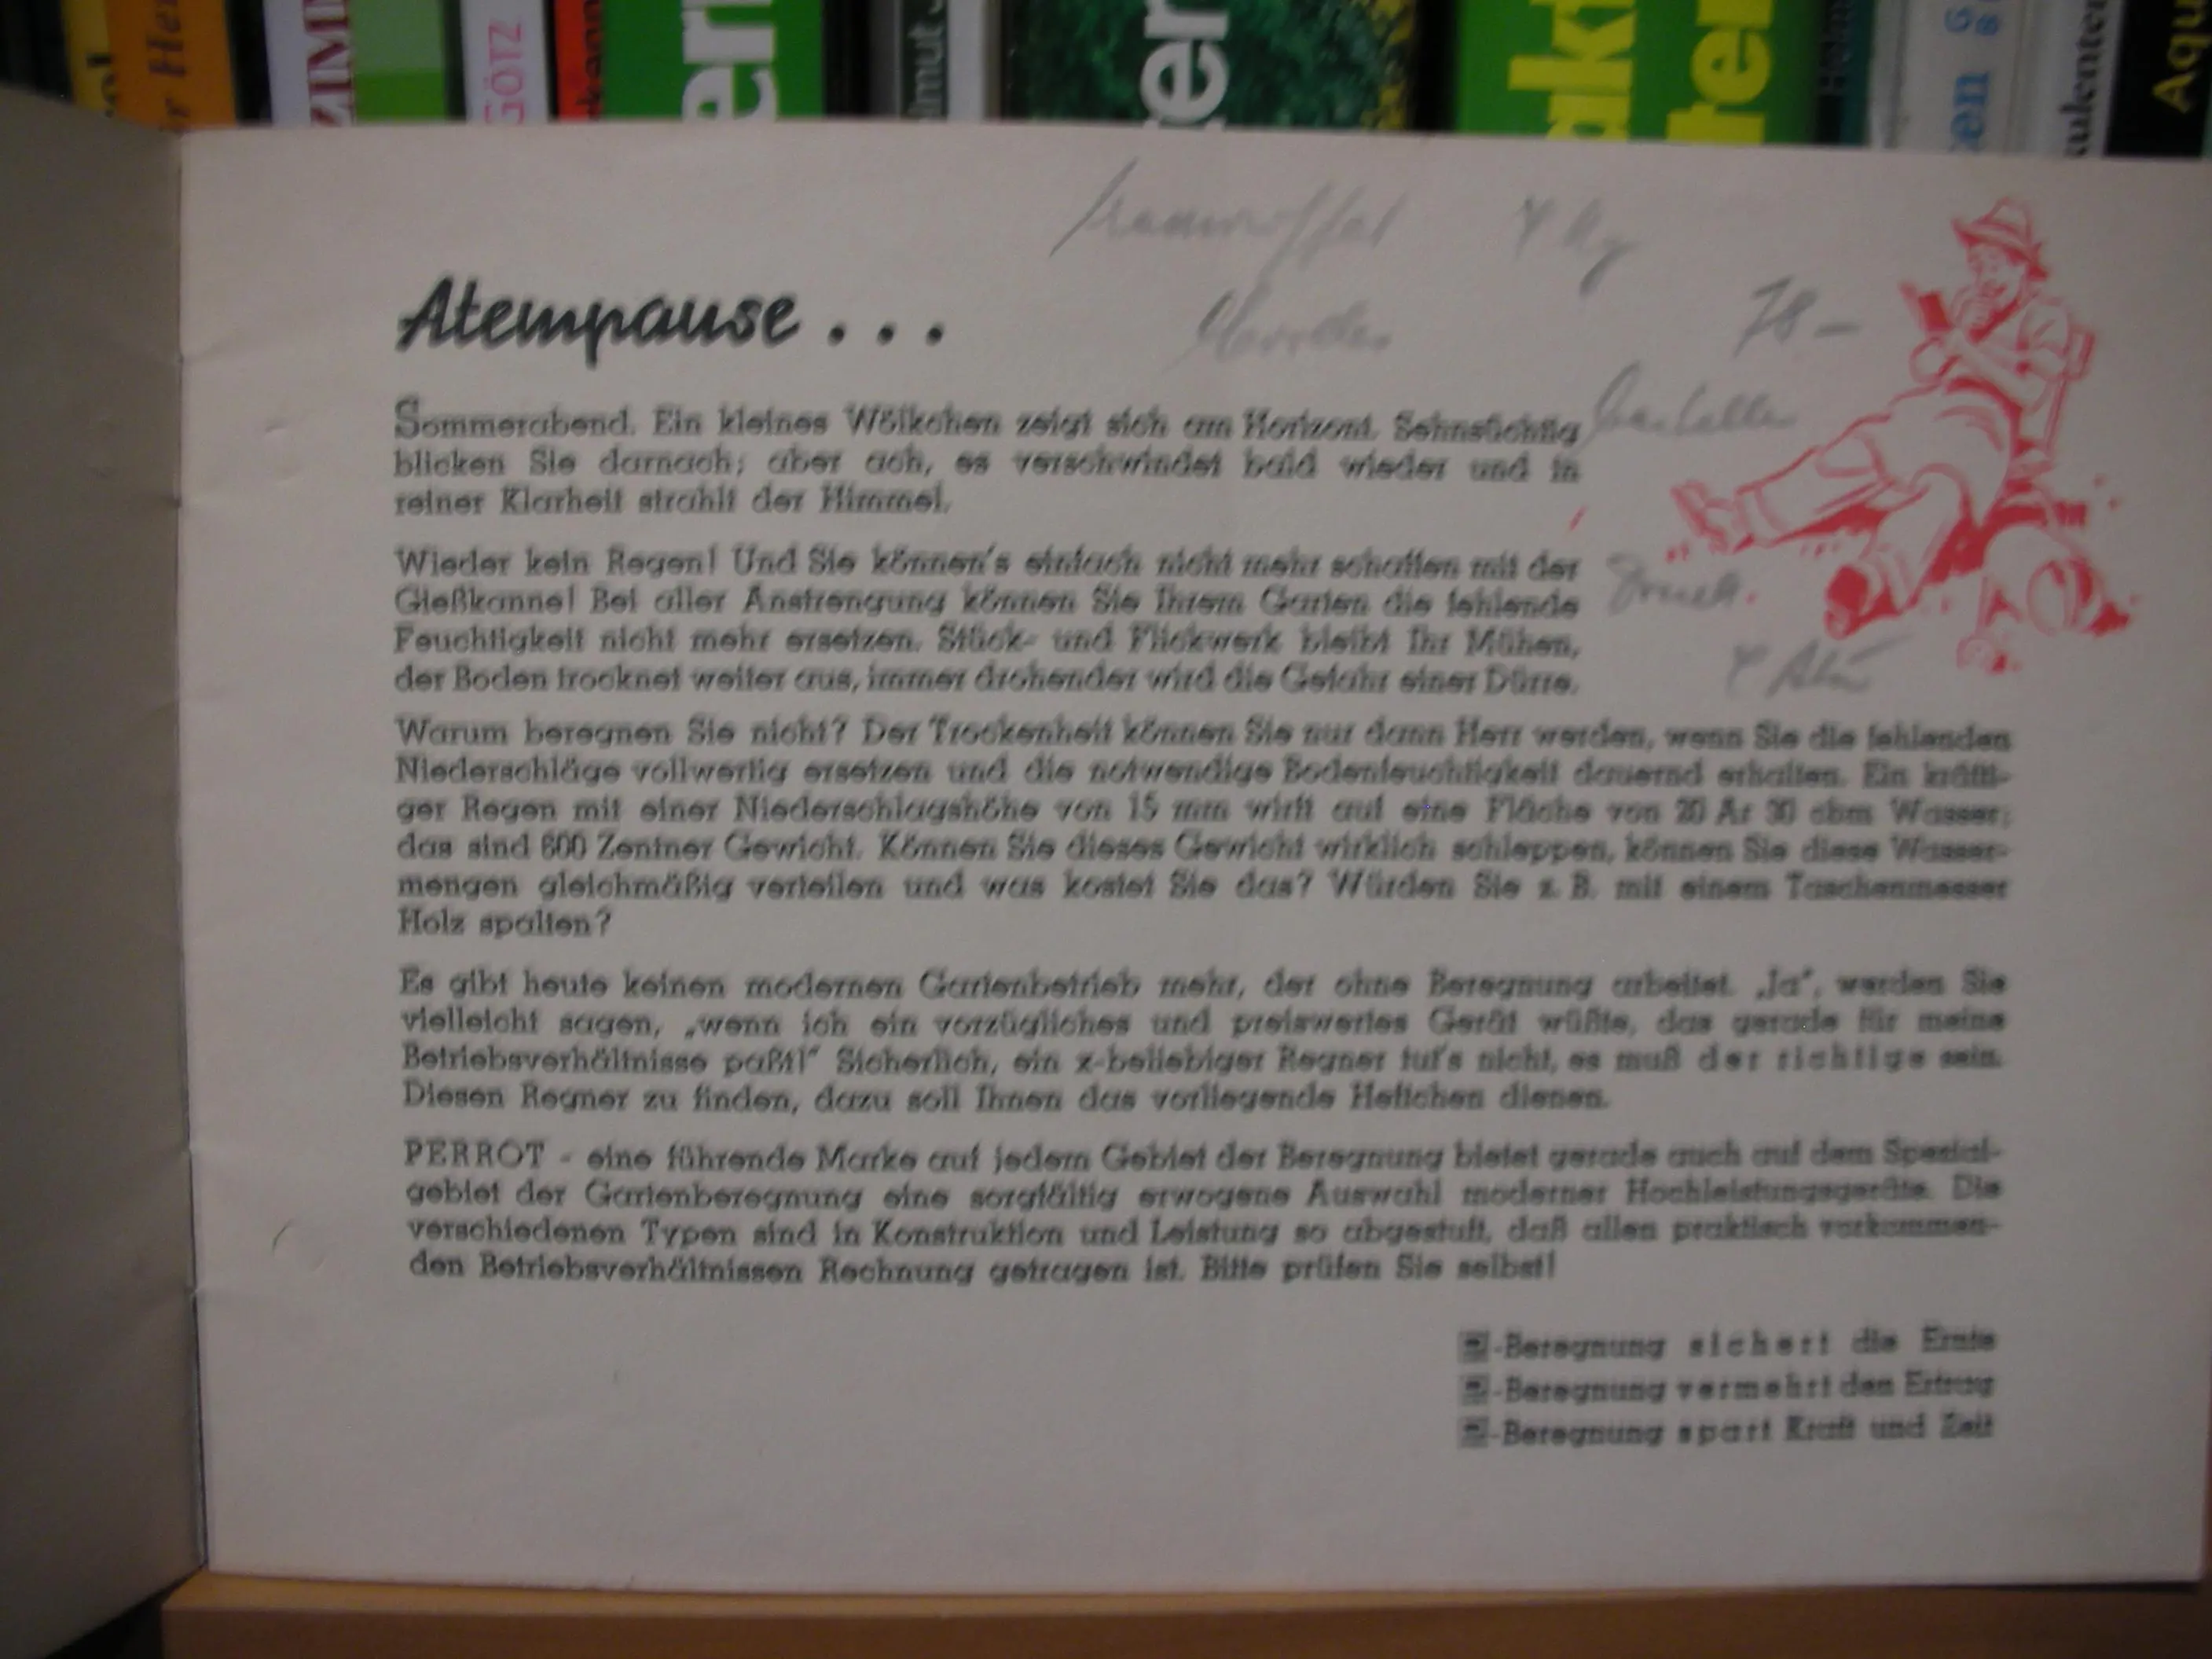 ZIMM
GÖTZ
Atempause . . .
78 –
Sommerabend. Ein kleines Wölkchen zeigt sich am Horizont. Sehnsüchtig
blicken Sie darnach; aber ach, es verschwindet bald wieder und in
reiner Klarheit strahlt der Himmel.
Wieder kein Regen! Und Sie können's einfach nicht mehr schaffen mit der
Gießkanne! Bei aller Anstrengung können Sie Ihrem Garten die fehlende
Feuchtigkeit nicht mehr ersetzen. Stück- und Flickwerk bleibt Ihr Mühen,
der Boden trocknet weiter aus, immer drohender wird die Gefahr einer Dürre.
Druck.
4 Atü
Warum beregnen Sie nicht? Der Trockenheit können Sie nur dann Herr werden, wenn Sie die fehlenden
Niederschläge vollwertig ersetzen und die notwendige Bodenfeuchtigkeit dauernd erhalten. Ein kräfti-
ger Regen mit einer Niederschlagshöhe von 15 mm wirft auf eine Fläche von 20 Ar 30 cbm Wasser;
das sind 600 Zentner Gewicht. Können Sie dieses Gewicht wirklich schleppen, können Sie diese Wasser-
mengen gleichmäßig verteilen und was kostet Sie das? Würden Sie z. B. mit einem Taschenmesser
Holz spalten?
Es gibt heute keinen modernen Gartenbetrieb mehr, der ohne Beregnung arbeitet. „Ja", werden Sie
vielleicht sagen, „wenn ich ein vorzügliches und preiswertes Gerät wüßte, das gerade für meine
Betriebsverhältnisse paßt!" Sicherlich, ein x-beliebiger Regner tut's nicht, es muß der richtige sein.
Diesen Regner zu finden, dazu soll Ihnen das vorliegende Heftchen dienen.
PERROT - eine führende Marke auf jedem Gebiet der Beregnung bietet gerade auch auf dem Spezial-
gebiet der Gartenberegnung eine sorgfältig erwogene Auswahl moderner Hochleistungsgeräte. Die
verschiedenen Typen sind in Konstruktion und Leistung so abgestuft, daß allen praktisch vorkommen-
den Betriebsverhältnissen Rechnung getragen ist. Bitte prüfen Sie selbst!
-Beregnung sichert die Ernte
-Beregnung vermehrt den Ertrag
-Beregnung spart Kraft und Zeit